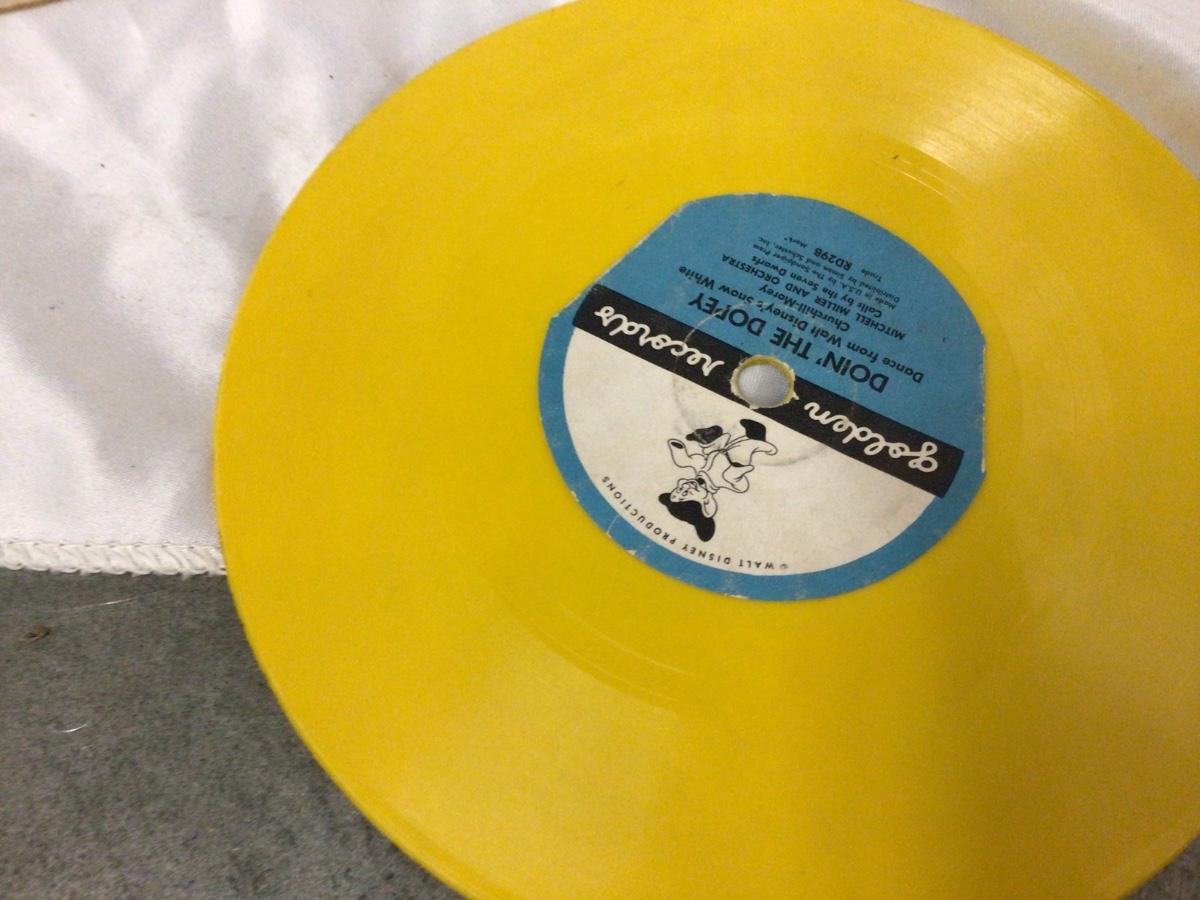 © WALT DISNEY PRODUCTIONS
golden records
DOIN' THE DOPEY
Dance from Walt Disney's Snow White
Churchill-Morey
MITCHELL MILLER AND ORCHESTRA
Calls by the Seven Dwarfs
Made in U.S.A. by The Sandpiper Press
Distributed by Simon and Schuster, Inc.
RD29B
Trade Mark